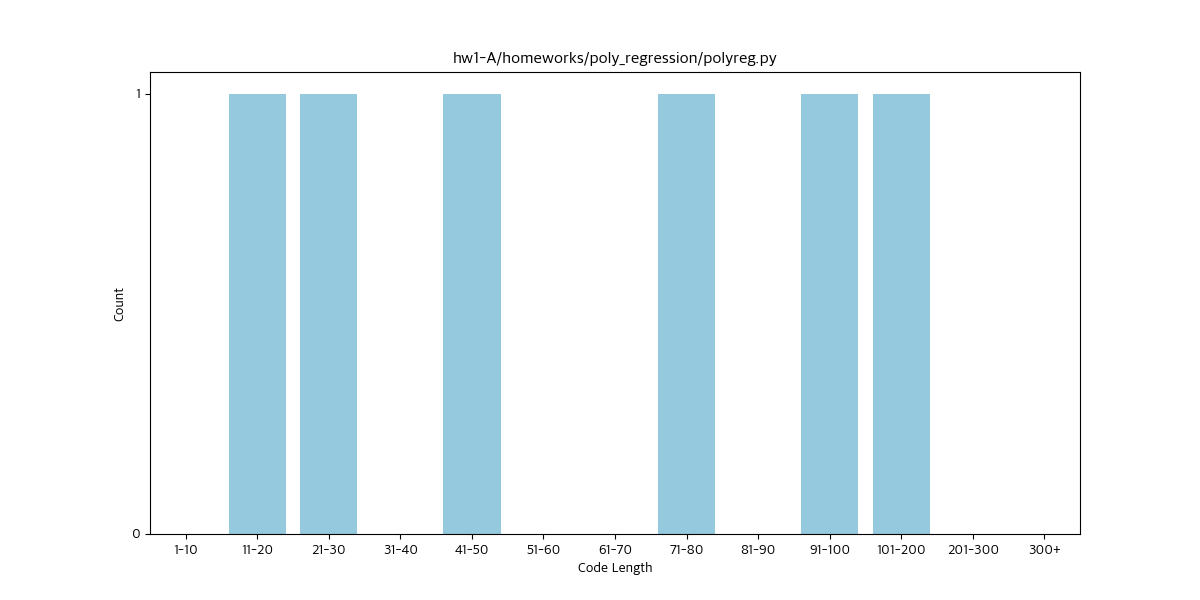 hw1-A/homeworks/poly_regression/polyreg.py
1
Count
0
1-10 11-20 21-30 31-40 41-50 51-60 61-70 71-80 81-90 91-100 101-200 201-300 300+
Code Length